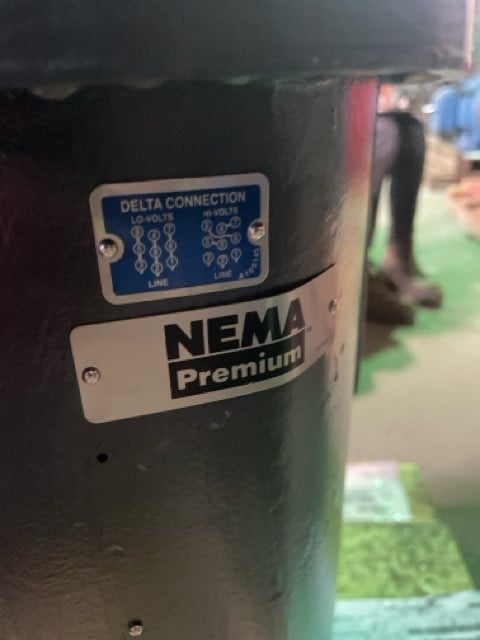 DELTA CONNECTION
LO-VOLTS HI-VOLTS
LINE LINE
NEMA
Premium